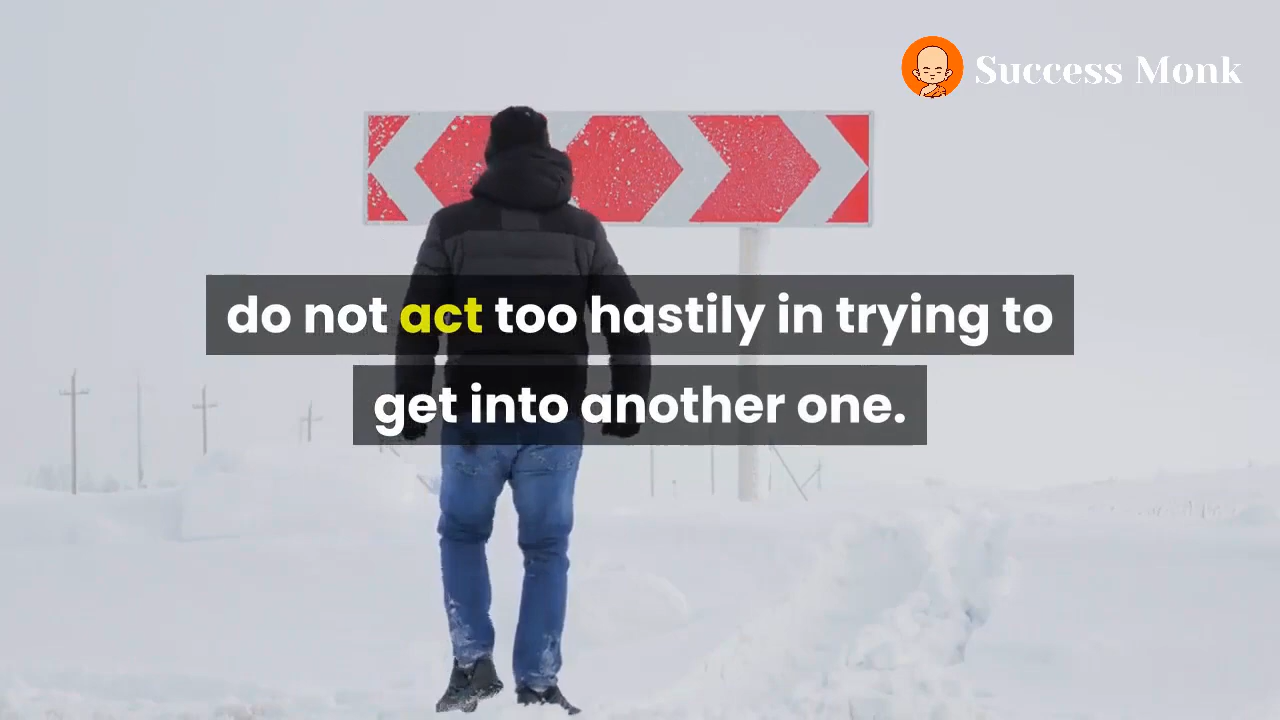 Success Monk
do not act too hastily in trying to
get into another one.